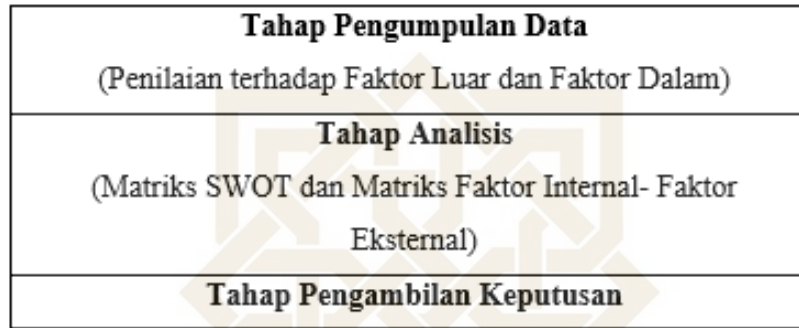 Tahap Pengumpulan Data
(Penilaian terhadap Faktor Luar dan Faktor Dalam)
Tahap Analisis
(Matriks SWOT dan Matriks Faktor Internal- Faktor
Eksternal)
Tahap Pengambilan Keputusan